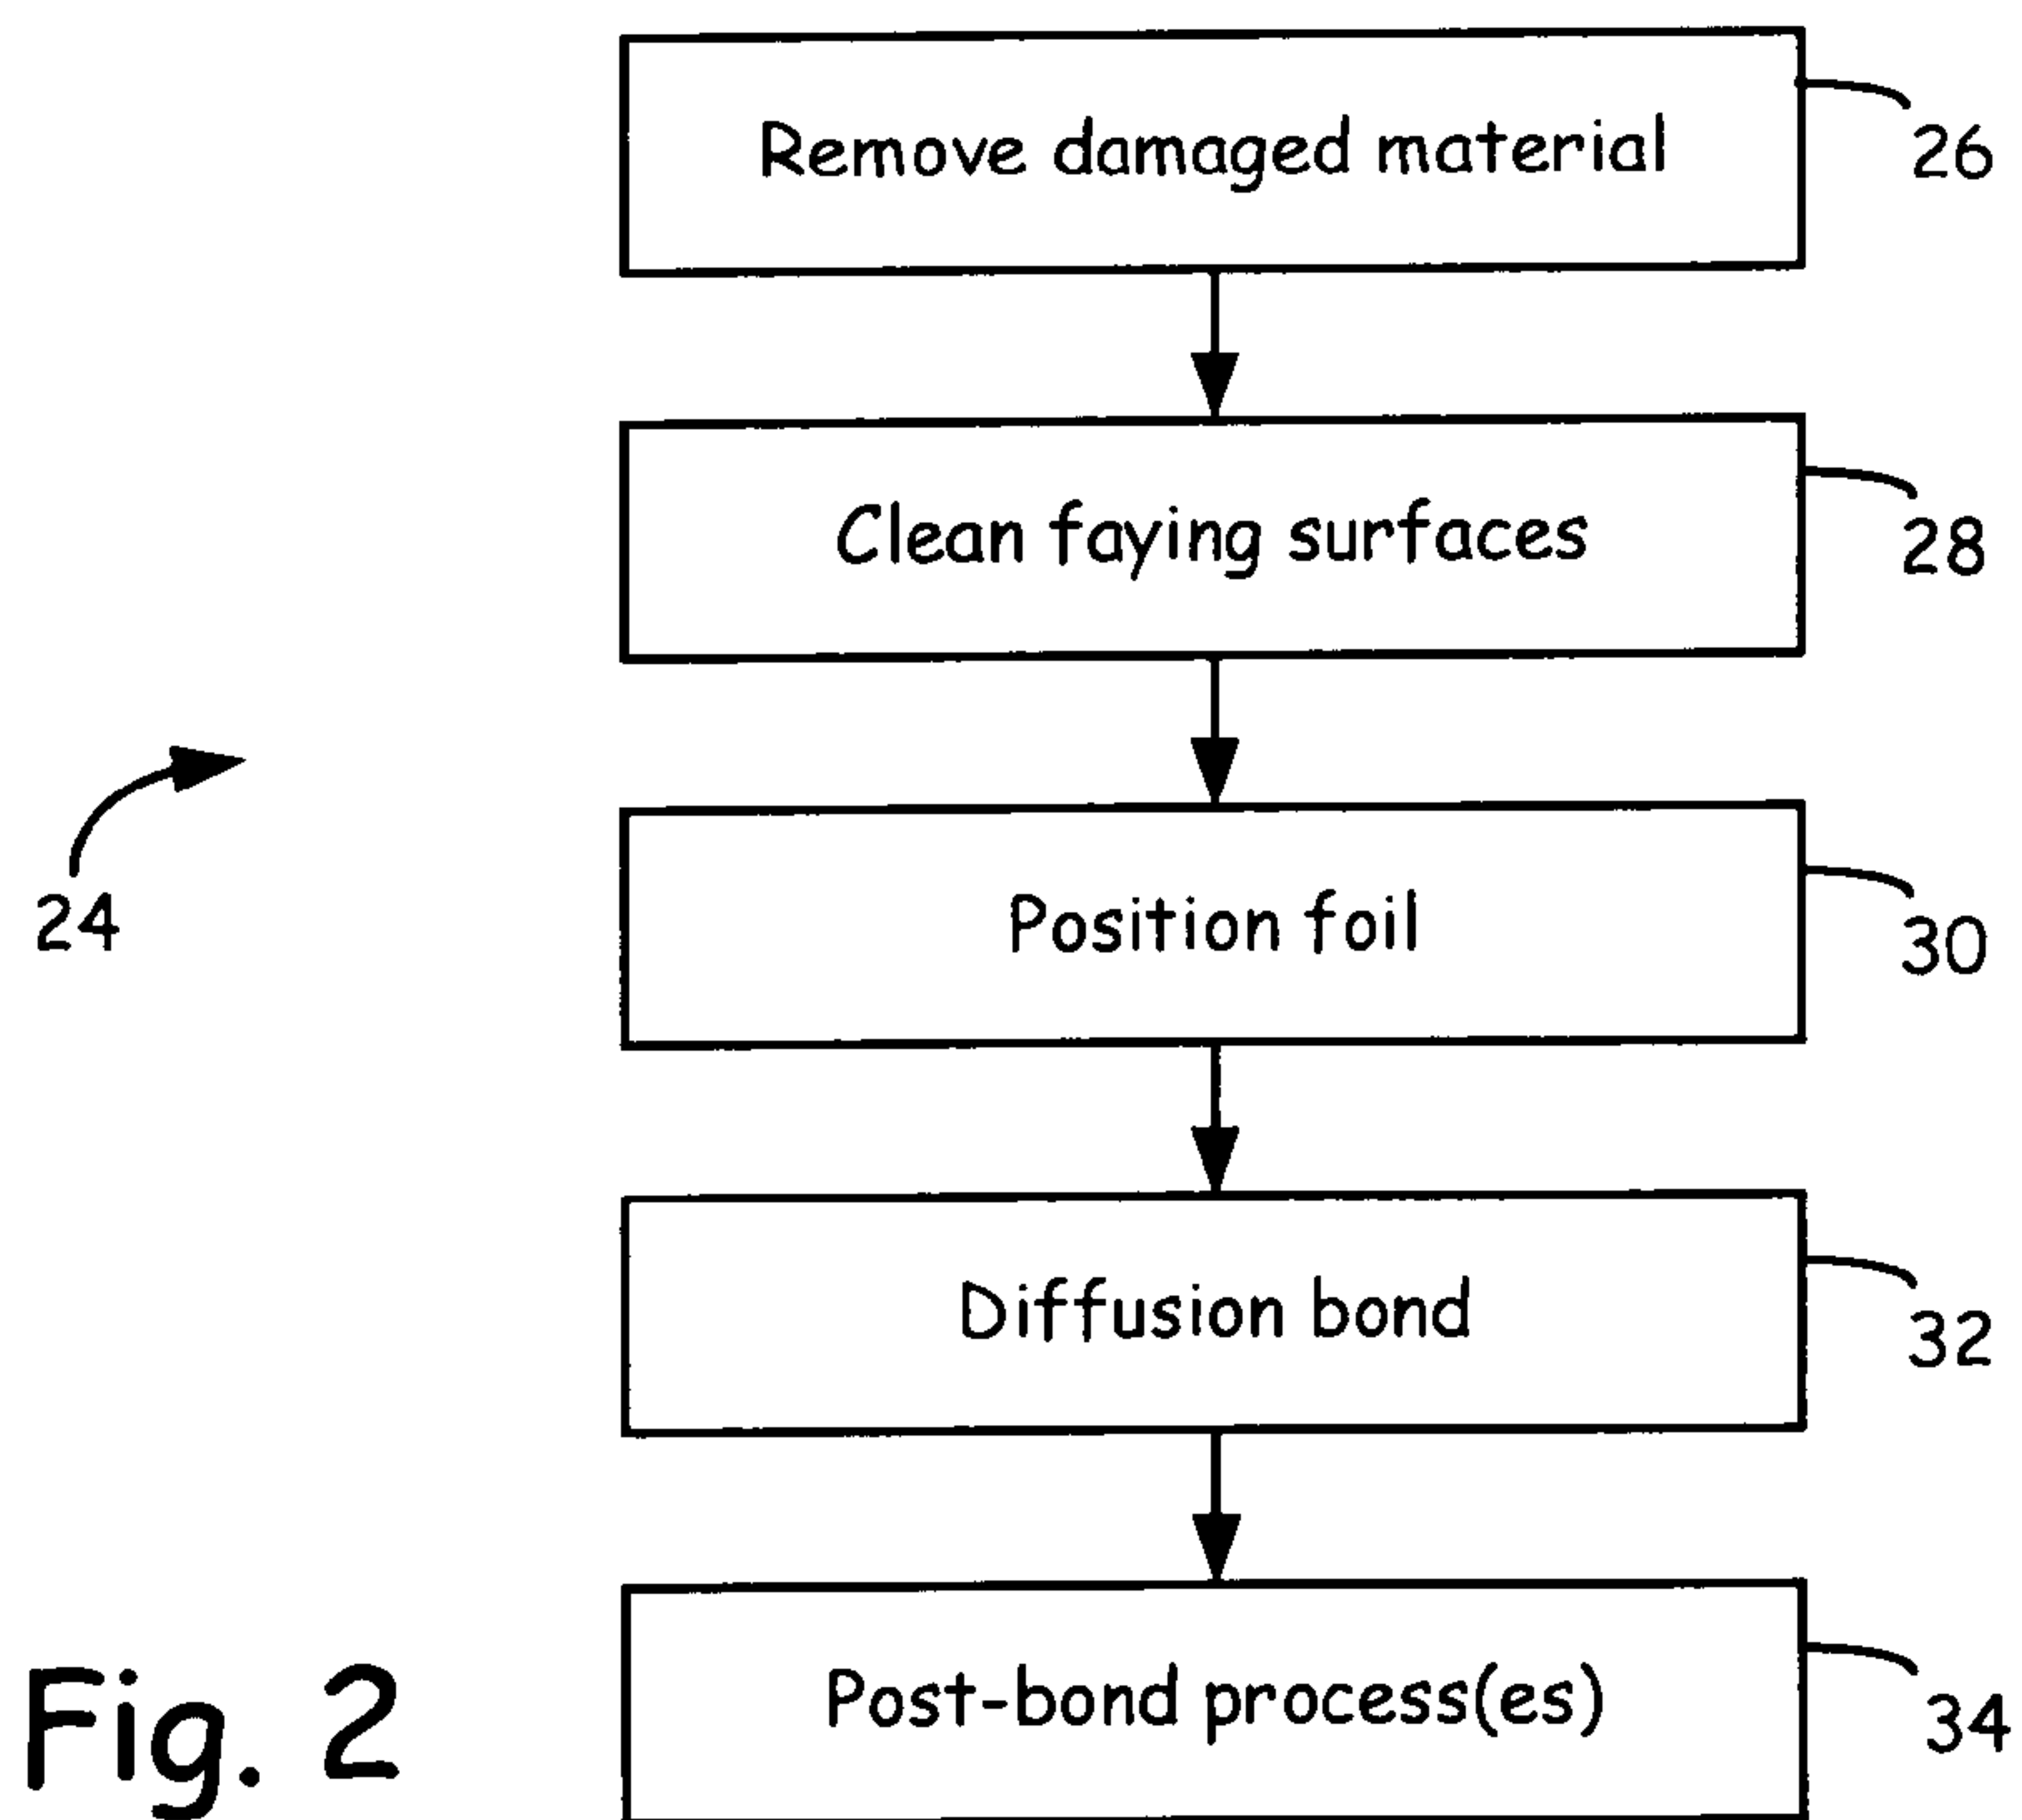 Remove damaged material
26
Clean faying surfaces
28
24
Position foil
30
Diffusion bond
32
Post-bond process(es)
34
Fig. 2